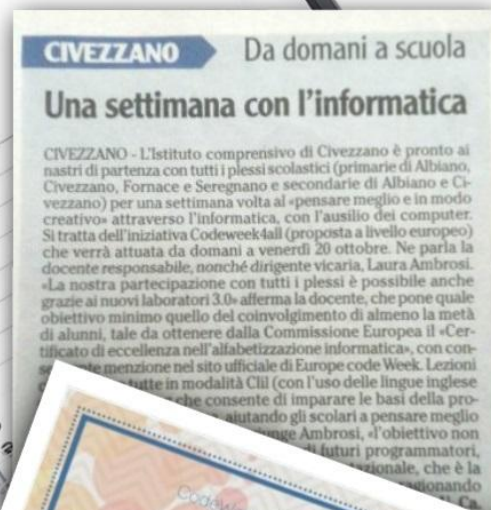 CIVEZZANO Da domani a scuola
Una settimana con l'informatica
CIVEZZANO - L'Istituto comprensivo di Civezzano è pronto ai
nastri di partenza con tutti i plessi scolastici (primarie di Albiano,
Civezzano, Fornace e Seregnano e secondarie di Albiano e Ci-
vezzano) per una settimana volta al «pensare meglio e in modo
creativo» attraverso l'informatica, con l'ausilio dei computer.
Si tratta dell'iniziativa Codeweek4all (proposta a livello europeo)
che verrà attuata da domani a venerdì 20 ottobre. Ne parla la
docente responsabile, nonché dirigente vicaria, Laura Ambrosi.
«La nostra partecipazione con tutti i plessi è possibile anche
grazie ai nuovi laboratori 3.0» afferma la docente, che pone quale
obiettivo minimo quello del coinvolgimento di almeno la metà
di alunni, tale da ottenere dalla Commissione Europea il «Cer-
tificato di eccellenza nell'alfabetizzazione informatica», con con-
menzione nel sito ufficiale di Europe code Week. Lezioni
tutte in modalità Clil (con l'uso delle lingue inglese
che consente di imparare le basi della pro-
aiutando gli scolari a pensare meglio
Ambrosi, «l'obiettivo non
di futuri programmatori,
che è la